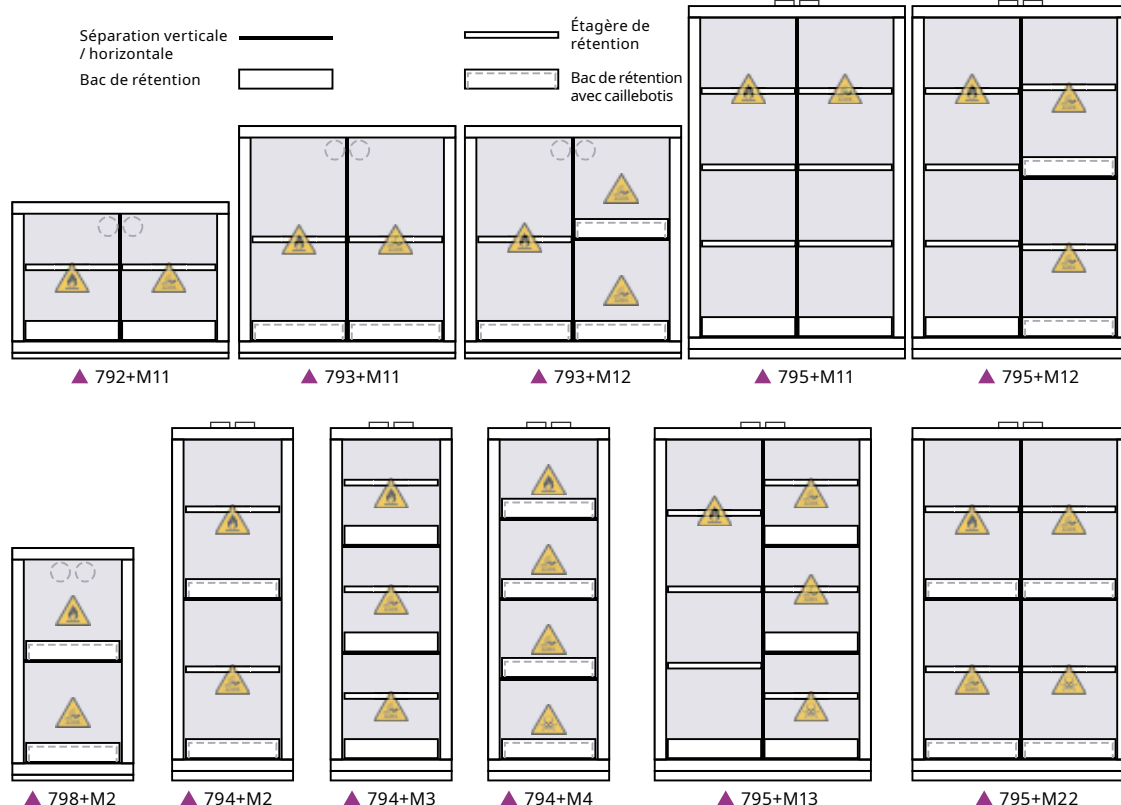 Séparation verticale
/ horizontale
Bac de rétention
Étagère de
rétention
Bac de rétention
avec caillebotis
792+M11
793+M11
793+M12
795+M11
795+M12
798+M2
794+M2
794+M3
794+M4
795+M13
795+M22